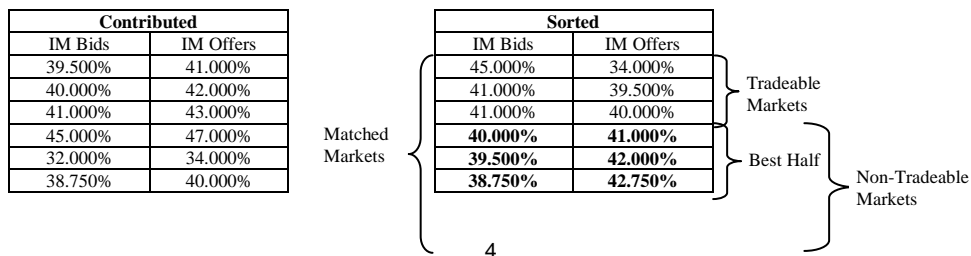 Contributed
IM Bids IM Offers
39.500% 41.000%
40.000% 42.000%
41.000% 43.000%
45.000% 47.000%
32.000% 34.000%
38.750% 40.000%
Matched
Markets
Sorted
IM Bids IM Offers
45.000% 34.000%
41.000% 39.500%
41.000% 40.000%
40.000% 41.000%
39.500% 42.000%
38.750% 42.750%
Tradeable
Markets
Best Half
Non-Tradeable
Markets
4